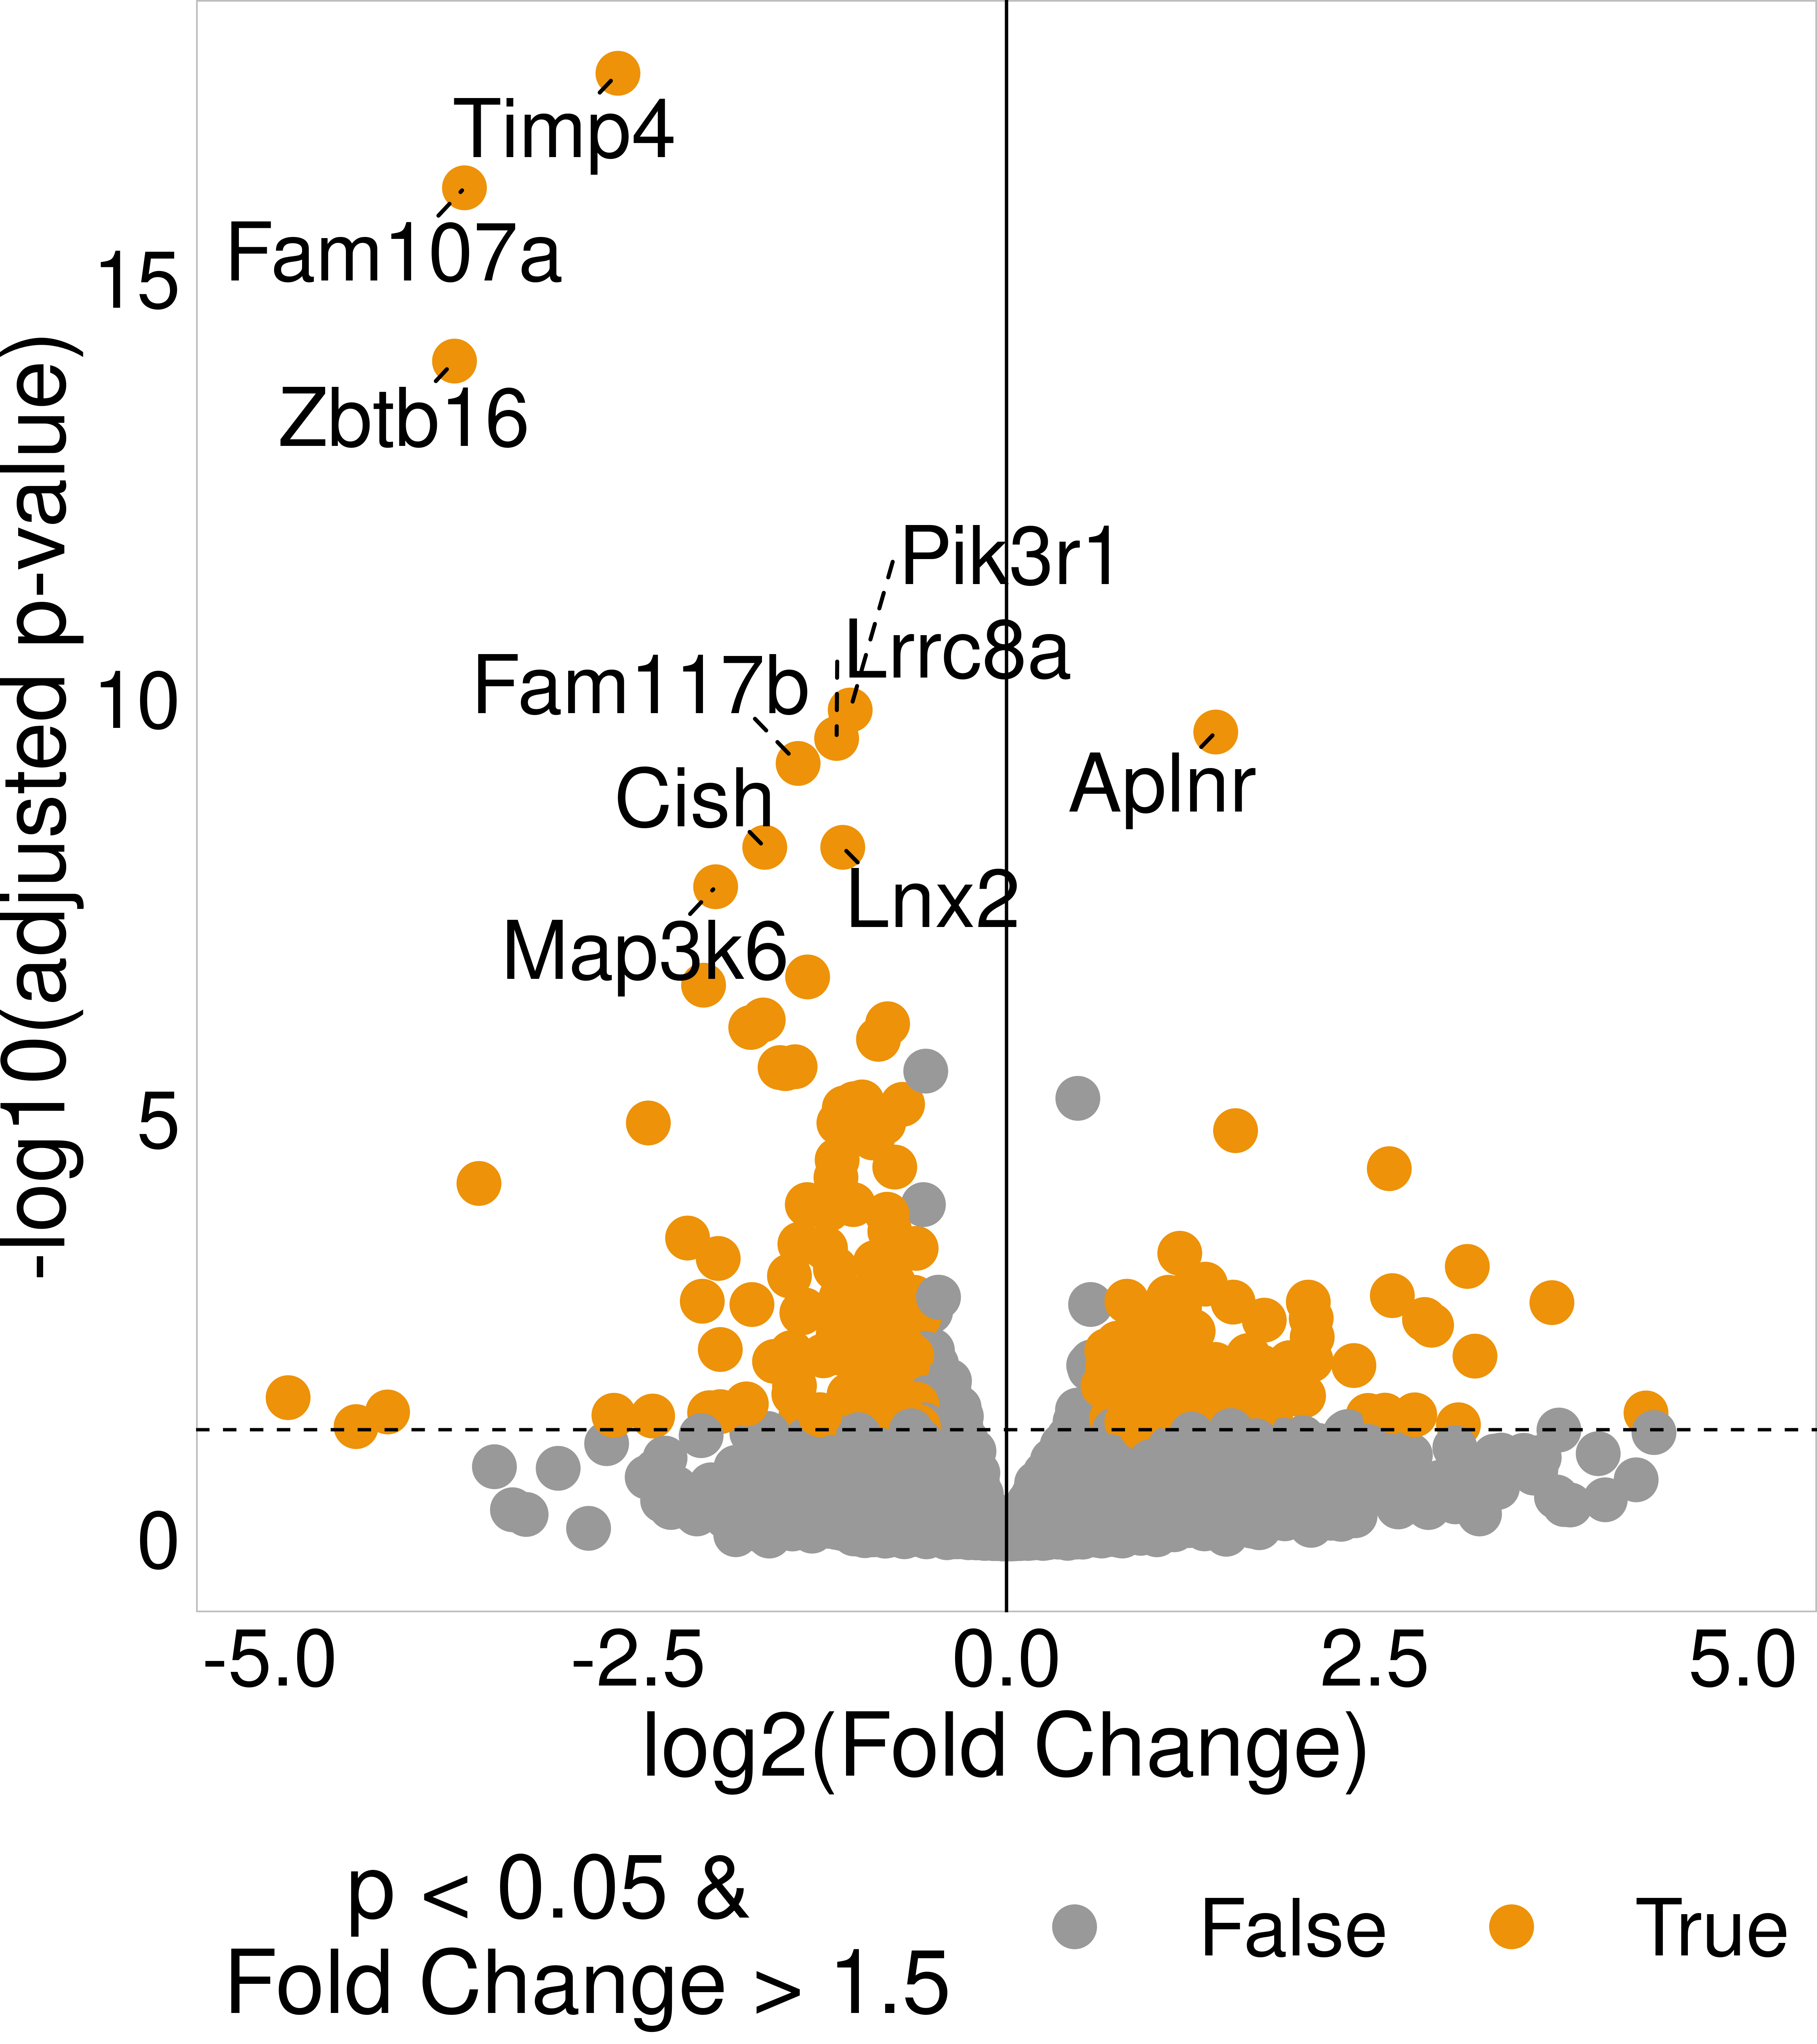 Timp4
Fam107a
15
Zbtb16
-log10(adjusted p-value)
Pik3r1
Lrrc8a
Fam117b
10
Aplnr
Cish
Lnx2
Map3k6
5
0
-5.0 -2.5 0.0 2.5 5.0
log2(Fold Change)
p < 0.05 &
Fold Change > 1.5
False True